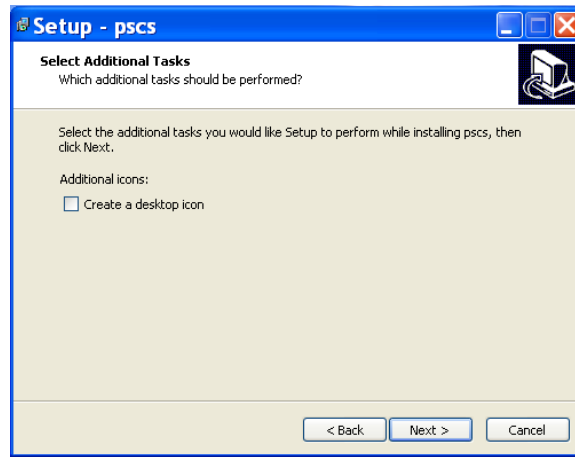 Setup - pscs
Select Additional Tasks
Which additional tasks should be performed?
Select the additional tasks you would like Setup to perform while installing pscs, then
click Next.
Additional icons:
Create a desktop icon
< Back
Next >
Cancel